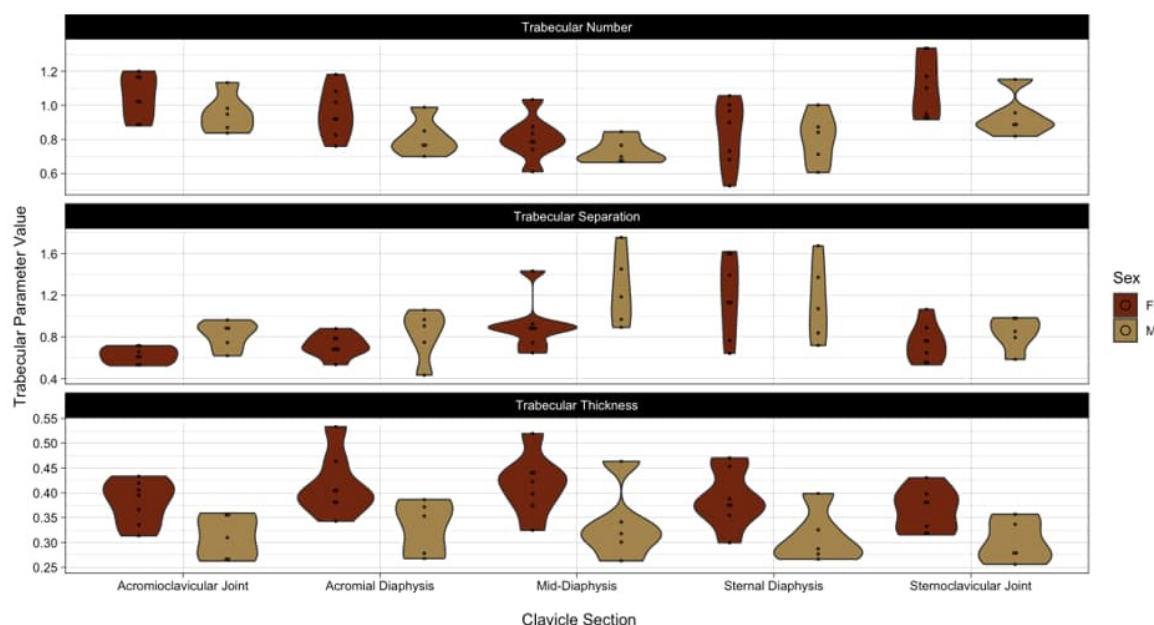 Trabecular Number
1.2
1.0
0.8
0.6
Trabecular Separation
1.6
1.2
0.8
0.4
Trabecular Thickness
0.55
0.50
0.45
0.40
0.35
0.30
0.25
Trabecular Parameter Value
Acromioclavicular Joint
Acromial Diaphysis
Mid-Diaphysis
Sternal Diaphysis
Sternoclavicular Joint
Clavicle Section
Sex
F
M